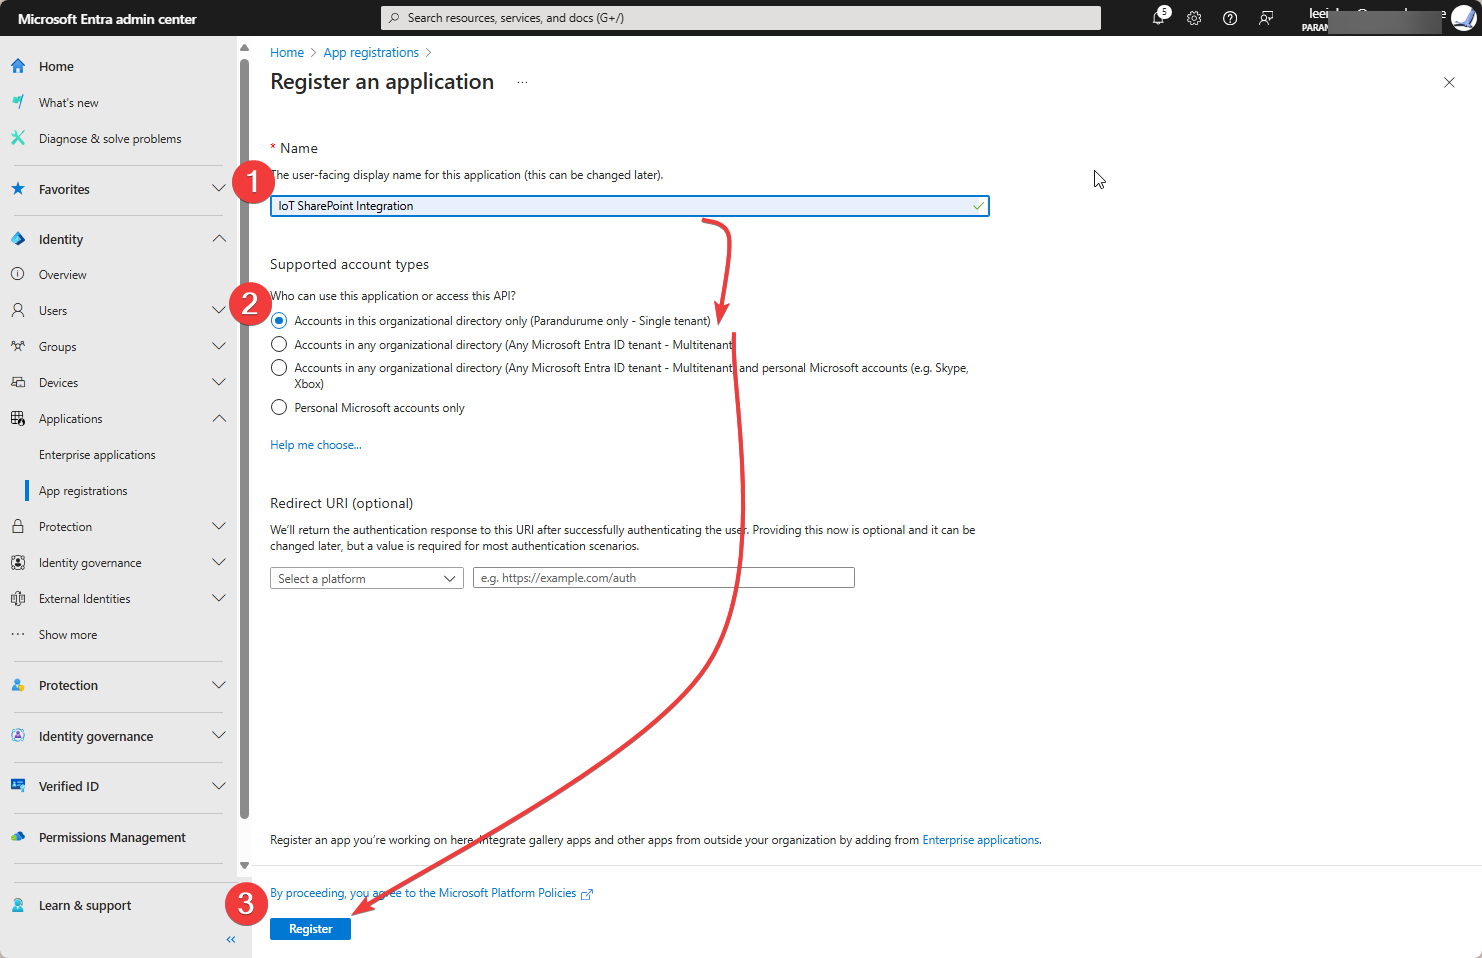 Microsoft Entra admin center
Search resources, services, and docs (G+/)
5
PARAN
Home
What's new
Diagnose & solve problems
Favorites
Identity
Overview
Users
Groups
Devices
Applications
Enterprise applications
App registrations
Protection
Identity governance
External Identities
Show more
Protection
Identity governance
Verified ID
Permissions Management
Learn & support
Home > App registrations >
Register an application ...
* Name
1
The user-facing display name for this application (this can be changed later).
IoT SharePoint Integration
Supported account types
2
Who can use this application or access this API?
Accounts in this organizational directory only (Parandurume only - Single tenant)
Accounts in any organizational directory (Any Microsoft Entra ID tenant - Multitenant
Accounts in any organizational directory (Any Microsoft Entra ID tenant - Multitenant and personal Microsoft accounts (e.g. Skype,
Xbox)
Personal Microsoft accounts only
Help me choose...
Redirect URI (optional)
We'll return the authentication response to this URI after successfully authenticating the user. Providing this now is optional and it can be
changed later, but a value is required for most authentication scenarios.
Select a platform
e.g. https://example.com/auth
Register an app you're working on here. Integrate gallery apps and other apps from outside your organization by adding from Enterprise applications.
3
By proceeding, you agree to the Microsoft Platform Policies
Register